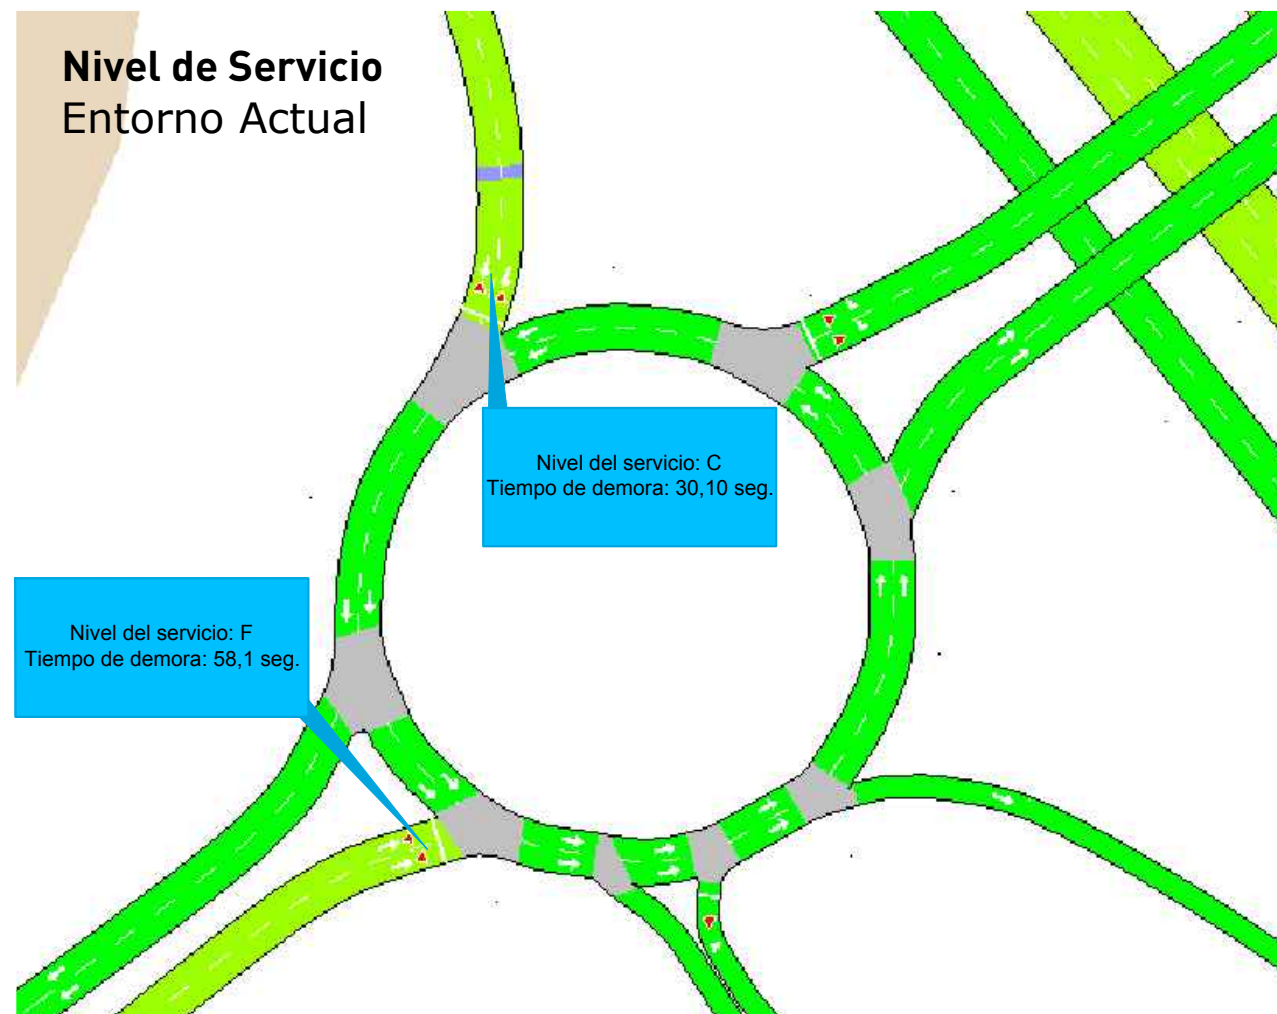 Nivel de Servicio
Entorno Actual
Nivel del servicio: C
Tiempo de demora: 30,10 seg.
Nivel del servicio: F
Tiempo de demora: 58,1 seg.